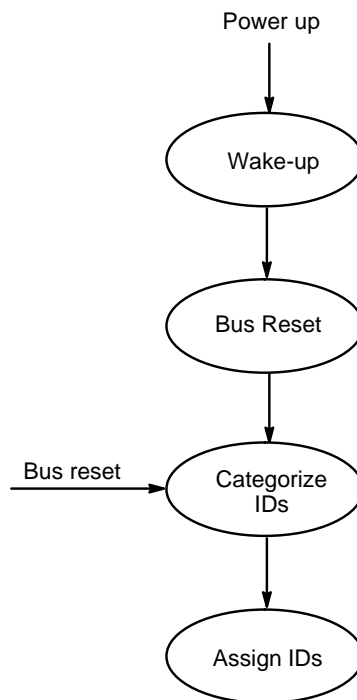 Power up
Wake-up
Bus Reset
Bus reset
Categorize
IDs
Assign IDs